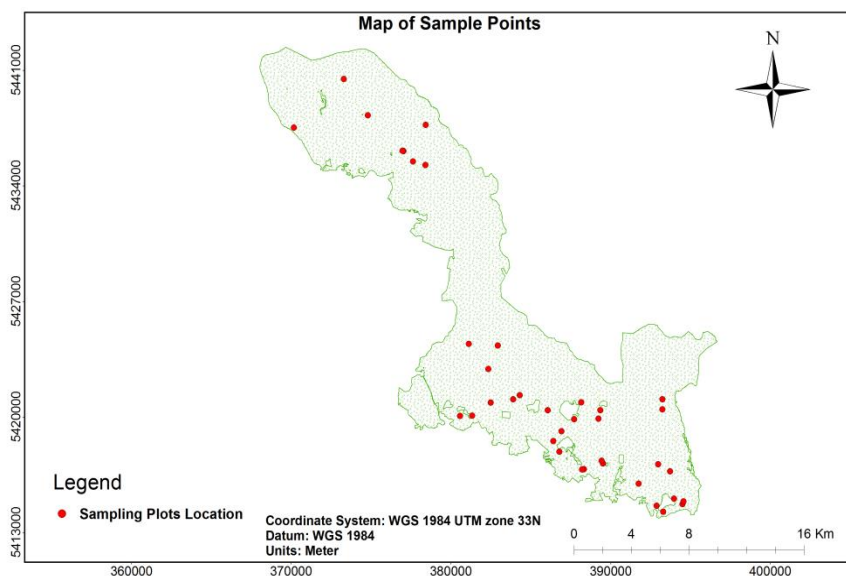 Map of Sample Points
N
5441000
5434000
5427000
5420000
5413000
Legend
Sampling Plots Location
Coordinate System: WGS 1984 UTM zone 33N
Datum: WGS 1984
Units: Meter
0 4 8 16 Km
360000 370000 380000 390000 400000